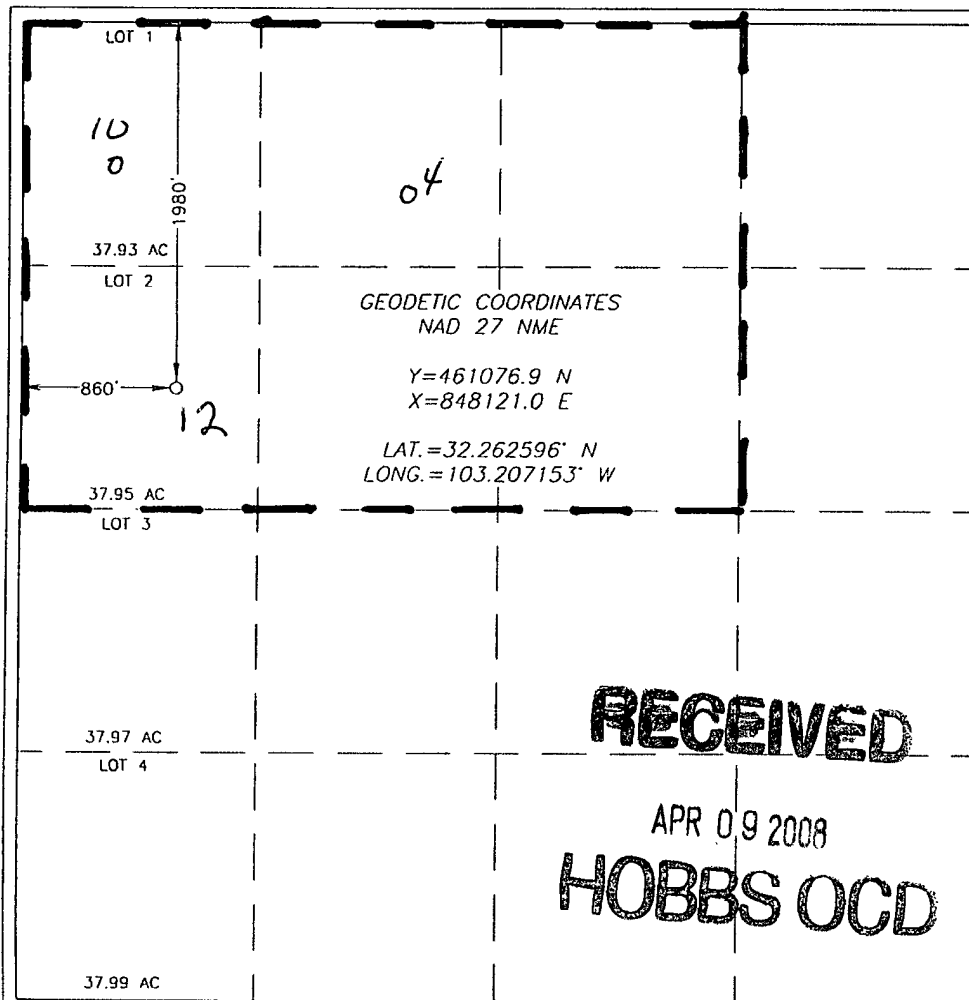 LOT 1
10
0
1980'
04
37.93 AC
LOT 2
GEODETIC COORDINATES
NAD 27 NME
Y=461076.9 N
X=848121.0 E
860'
12
LAT.=32.262596° N
LONG.=103.207153° W
37.95 AC
LOT 3
RECEIVED
37.97 AC
LOT 4
APR 09 2008
HOBBS OCD
37.99 AC